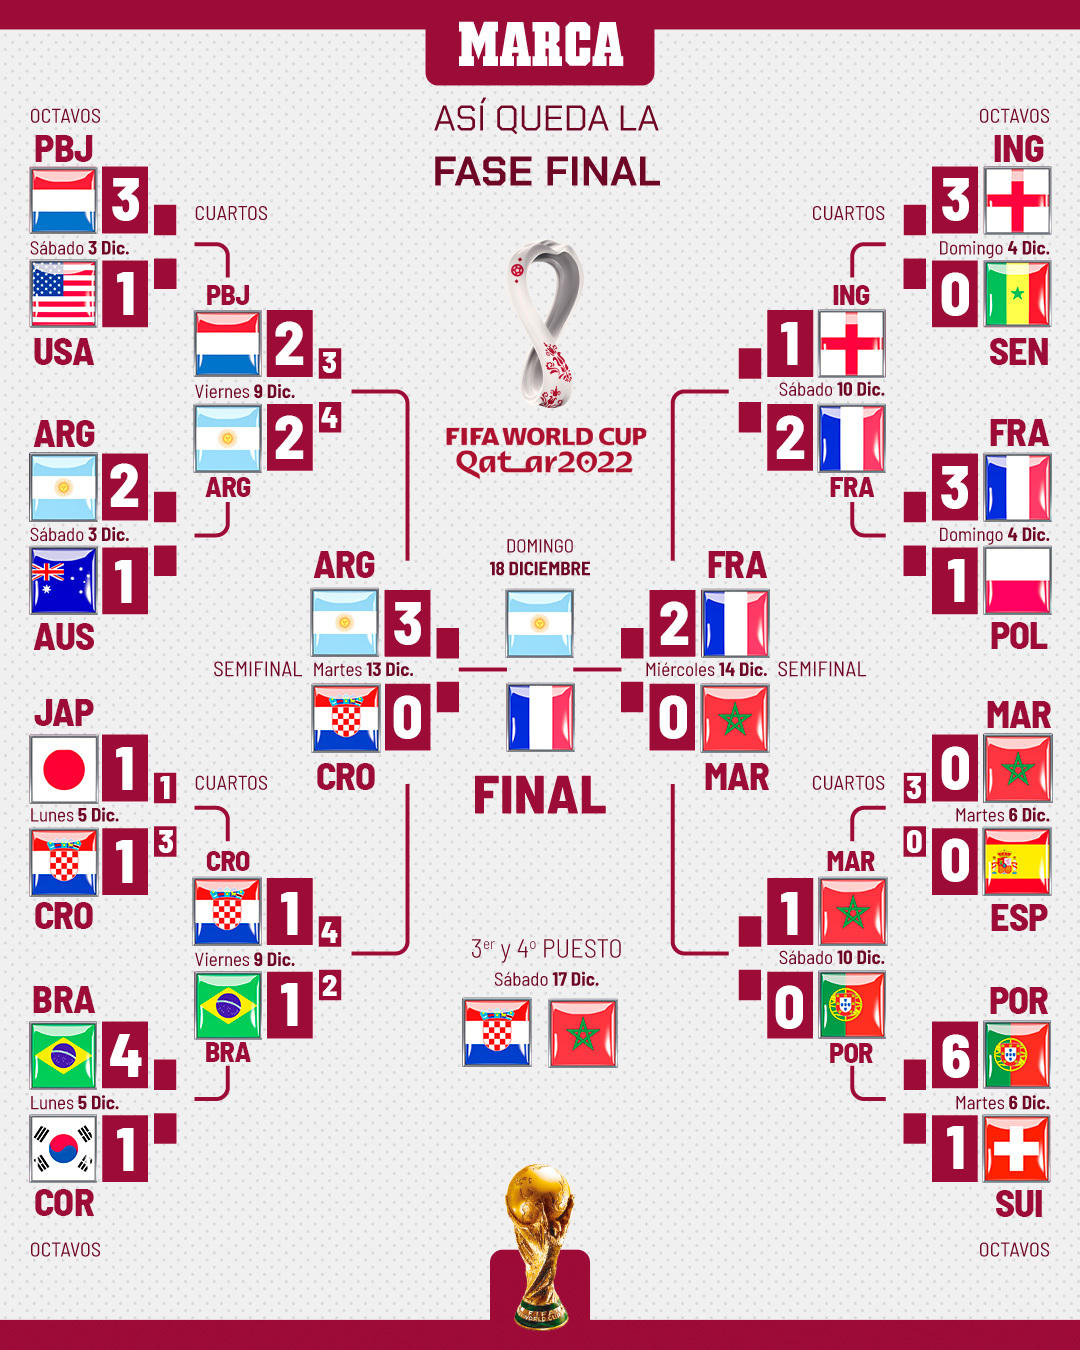 MARCA
ASÍ QUEDA LA
FASE FINAL
OCTAVOS
PBJ
3
Sábado 3 Dic.
1
USA
ARG
2
Sábado 3 Dic.
1
AUS
JAP
1
1
Lunes 5 Dic.
1
3
CRO
BRA
4
Lunes 5 Dic.
1
COR
OCTAVOS
CUARTOS
PBJ
2
3
Viernes 9 Dic.
2
4
ARG
CUARTOS
CRO
1
4
Viernes 9 Dic.
1
2
BRA
ARG
3
SEMIFINAL Martes 13 Dic.
0
CRO
FIFA WORLD CUP
Qatar2022
DOMINGO
18 DICIEMBRE
FINAL
3er y 4º PUESTO
Sábado 17 Dic.
FIFA
WORLD CUP
FRA
2
Miércoles 14 Dic. SEMIFINAL
0
MAR
CUARTOS
ING
1
Sábado 10 Dic.
2
FRA
CUARTOS
MAR
1
Sábado 10 Dic.
0
POR
OCTAVOS
ING
3
Domingo 4 Dic.
0
SEN
FRA
3
Domingo 4 Dic.
1
POL
MAR
3
0
Martes 6 Dic.
0
0
ESP
POR
6
Martes 6 Dic.
1
SUI
OCTAVOS